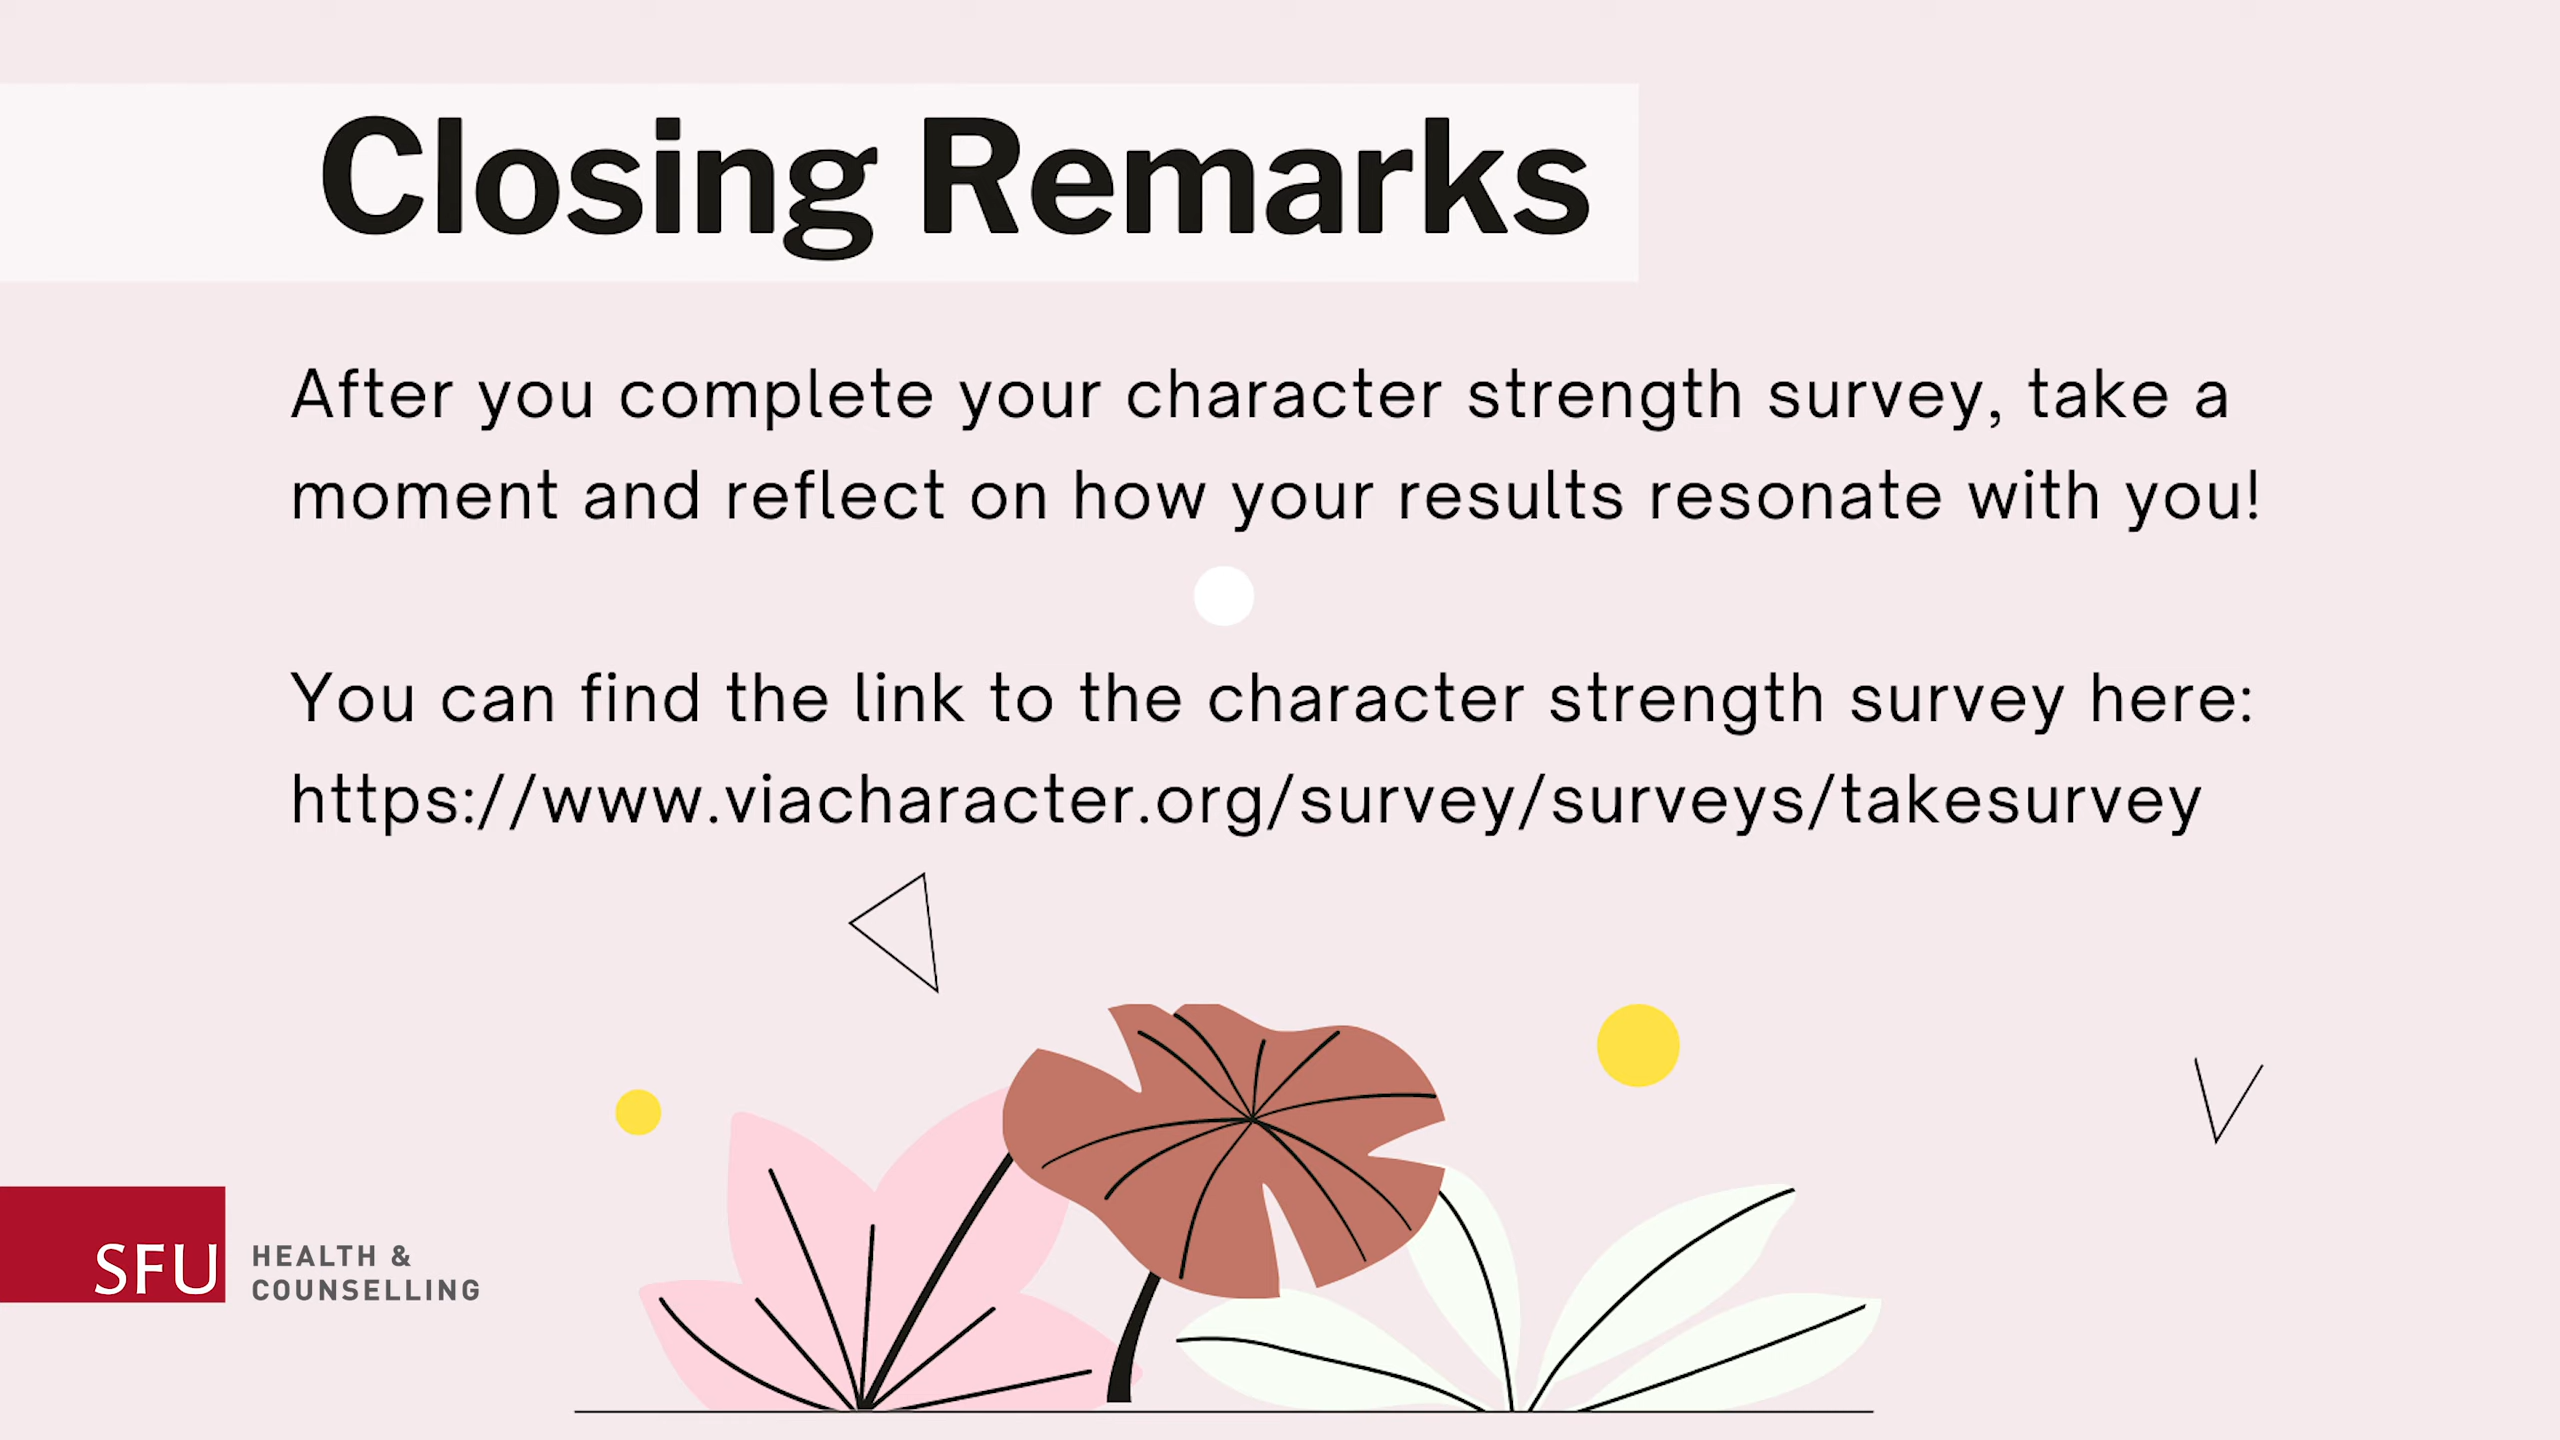 Closing Remarks
After you complete your character strength survey, take a
moment and reflect on how your results resonate with you!
You can find the link to the character strength survey here:
https://www.viacharacter.org/survey/surveys/takesurvey
SFU
HEALTH &
COUNSELLING